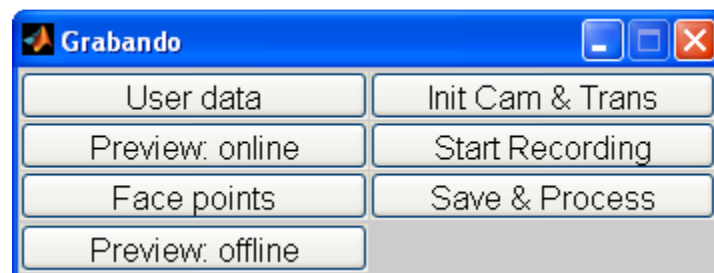 Grabando
User data
Init Cam & Trans
Preview: online
Start Recording
Face points
Save & Process
Preview: offline